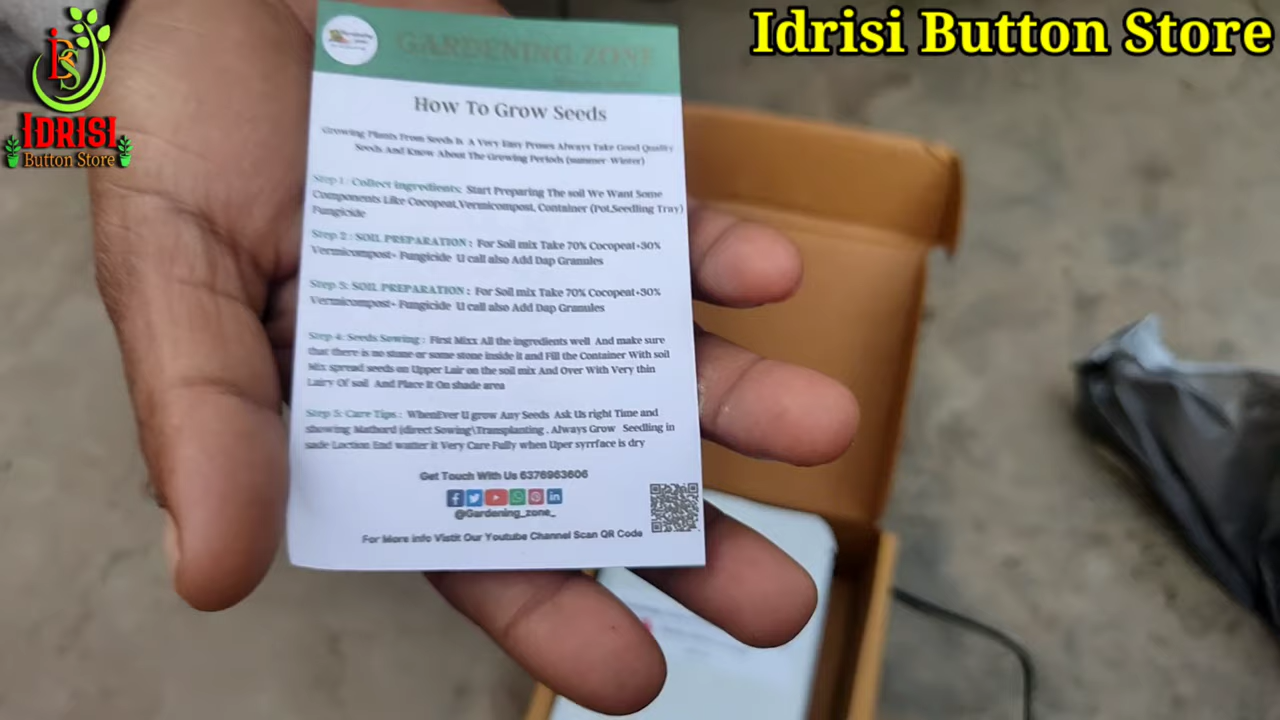 Idrisi Button Store
IBS
IDRISI
Button Store
GARDENING ZONE
How To Grow Seeds
Growing Plants From Seeds Is A Very Easy Proses Always Take Good Quality
Seeds And Know About The Growing Periods (summer-Winter)
Step 1: Collect ingredients: Start Preparing The soil We Want Some
Components Like Cocopeat,Vermicompost, Container (Pot,Seedling Tray)
Fungicide
Step 2 : SOIL PREPARATION : For Soil mix Take 70% Cocopeat+30%
Vermicompost+ Fungicide U call also Add Dap Granules
Step 3: SOIL PREPARATION : For Soil mix Take 70% Cocopeat+30%
Vermicompost+ Fungicide U call also Add Dap Granules
Step 4: Seeds Sowing : First Mixx All the ingredients well And make sure
that there is no stone or some stone inside it and Fill the Container With soil
Mix spread seeds on Upper Lair on the soil mix And Over With Very thin
Lairy Of soil And Place It On shade area
Step 5: Care Tips : WhenEver U grow Any Seeds Ask Us right Time and
showing Mathord (direct Sowing\Transplanting . Always Grow Seedling in
sade Loction End watter it Very Care Fully when Uper syrrface is dry
Get Touch With Us 6376963606
@Gardening_zone_
For More info Vistit Our Youtube Channel Scan QR Code